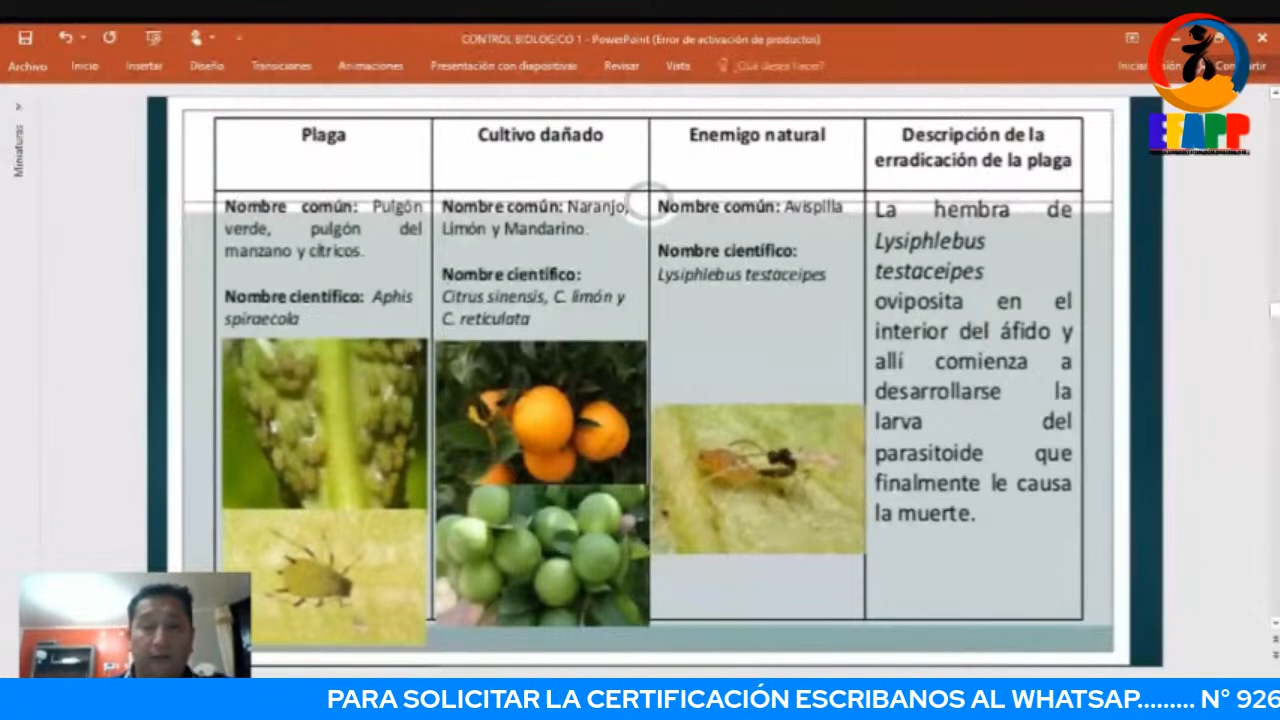 CONTROL BIOLOGICO 1 - PowerPoint (Error de activación de productos)
Archivo Inicio Insertar Diseño Transiciones Animaciones Presentación con diapositivas Revisar Vista ¿Qué desea hacer?
Miniaturas
EFAPP
Plaga
Cultivo dañado
Enemigo natural
Descripción de la
erradicación de la plaga
Nombre común: Pulgón
verde, pulgón del
manzano y cítricos.
Nombre científico: Aphis
spiraecola
Nombre común: Naranjo,
Limón y Mandarino.
Nombre científico:
Citrus sinensis, C. limón y
C. reticulata
Nombre común: Avispilla
Nombre científico:
Lysiphlebus testaceipes
La hembra de
Lysiphlebus
testaceipes
oviposita en el
interior del áfido y
allí comienza a
desarrollarse la
larva del
parasitoide que
finalmente le causa
la muerte.
PARA SOLICITAR LA CERTIFICACIÓN ESCRIBANOS AL WHATSAP......... N° 926